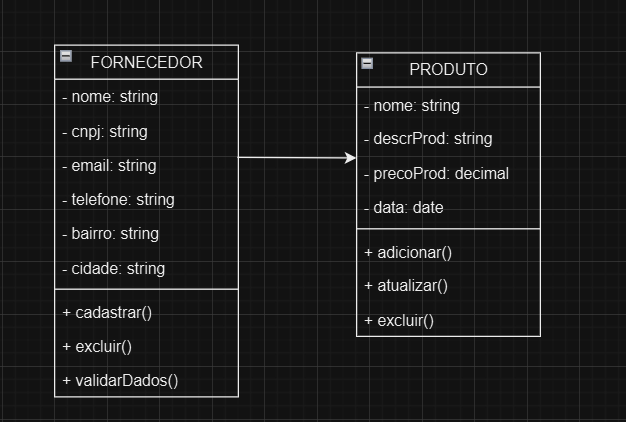 FORNECEDOR
- nome: string
- cnpj: string
- email: string
- telefone: string
- bairro: string
- cidade: string
+ cadastrar()
+ excluir()
+ validarDados()
PRODUTO
- nome: string
- descrProd: string
- precoProd: decimal
- data: date
+ adicionar()
+ atualizar()
+ excluir()